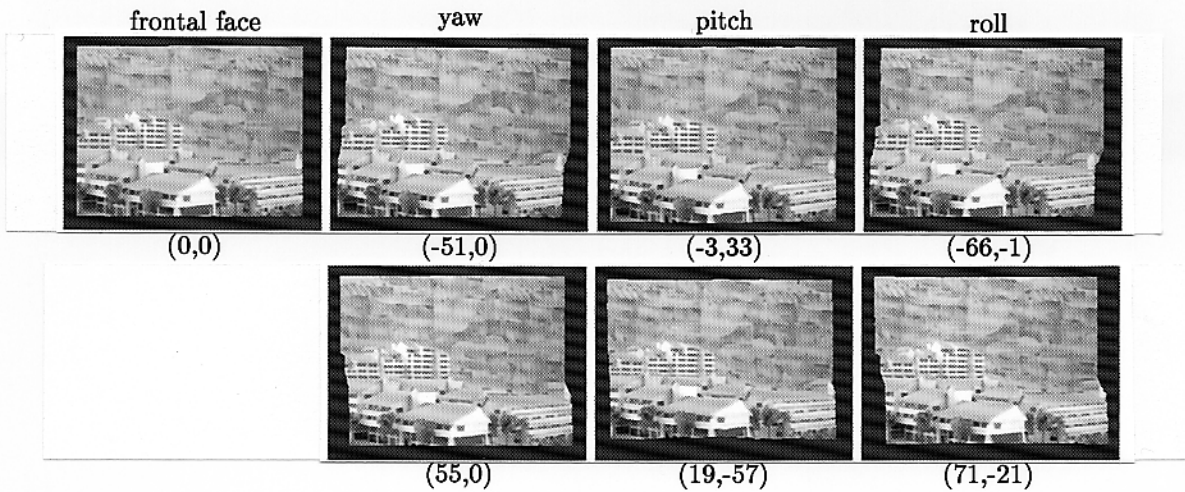 frontal face yaw pitch roll
(0,0) (-51,0) (-3,33) (-66,-1)
(55,0) (19,-57) (71,-21)